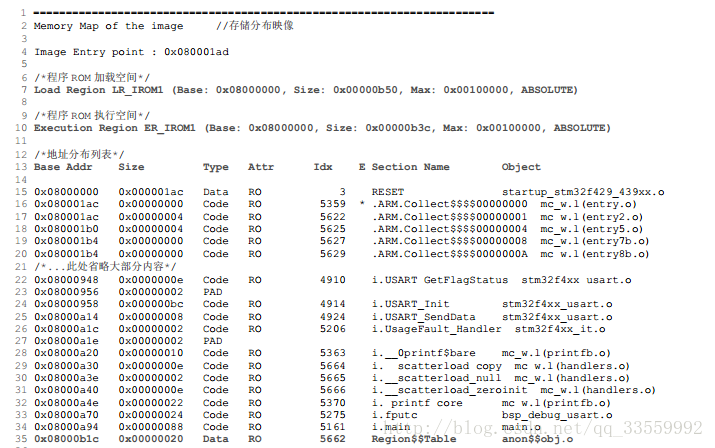 1 ======================================================================
2 Memory Map of the image //存储分布映像
3
4 Image Entry point : 0x080001ad
5
6 /*程序 ROM 加载空间*/
7 Load Region LR_IROM1 (Base: 0x08000000, Size: 0x00000b50, Max: 0x00100000, ABSOLUTE)
8
9 /*程序 ROM 执行空间*/
10 Execution Region ER_IROM1 (Base: 0x08000000, Size: 0x00000b3c, Max: 0x00100000, ABSOLUTE)
11
12 /*地址分布列表*/
13 Base Addr Size Type Attr Idx E Section Name Object
14
15 0x08000000 0x000001ac Data RO 3 RESET startup_stm32f429_439xx.o
16 0x080001ac 0x00000000 Code RO 5359 * .ARM.Collect$$$$00000000 mc_w.l(entry.o)
17 0x080001ac 0x00000004 Code RO 5622 .ARM.Collect$$$$00000001 mc_w.l(entry2.o)
18 0x080001b0 0x00000004 Code RO 5625 .ARM.Collect$$$$00000004 mc_w.l(entry5.o)
19 0x080001b4 0x00000000 Code RO 5627 .ARM.Collect$$$$00000008 mc_w.l(entry7b.o)
20 0x080001b4 0x00000000 Code RO 5629 .ARM.Collect$$$$0000000A mc_w.l(entry8b.o)
21 /*...此处省略大部分内容*/
22 0x08000948 0x0000000e Code RO 4910 i.USART GetFlagStatus stm32f4xx usart.o
23 0x08000956 0x00000002 PAD
24 0x08000958 0x000000bc Code RO 4914 i.USART_Init stm32f4xx_usart.o
25 0x08000a14 0x00000008 Code RO 4924 i.USART_SendData stm32f4xx_usart.o
26 0x08000a1c 0x00000002 Code RO 5206 i.UsageFault_Handler stm32f4xx_it.o
27 0x08000a1e 0x00000002 PAD
28 0x08000a20 0x00000010 Code RO 5363 i.__0printf$bare mc_w.l(printfb.o)
29 0x08000a30 0x0000000e Code RO 5664 i. scatterload copy mc w.l(handlers.o)
30 0x08000a3e 0x00000002 Code RO 5665 i.__scatterload_null mc_w.l(handlers.o)
31 0x08000a40 0x0000000e Code RO 5666 i.__scatterload_zeroinit mc_w.l(handlers.o)
32 0x08000a4e 0x00000022 Code RO 5370 i. printf core mc w.l(printfb.o)
33 0x08000a70 0x00000024 Code RO 5275 i.fputc bsp_debug_usart.o
34 0x08000a94 0x00000088 Code RO 5161 i.main main.o
35 0x08000b1c 0x00000020 Data RO 5662 Region$$Table anon$$obj.o
http://blog.csdn.net/qq_33559992